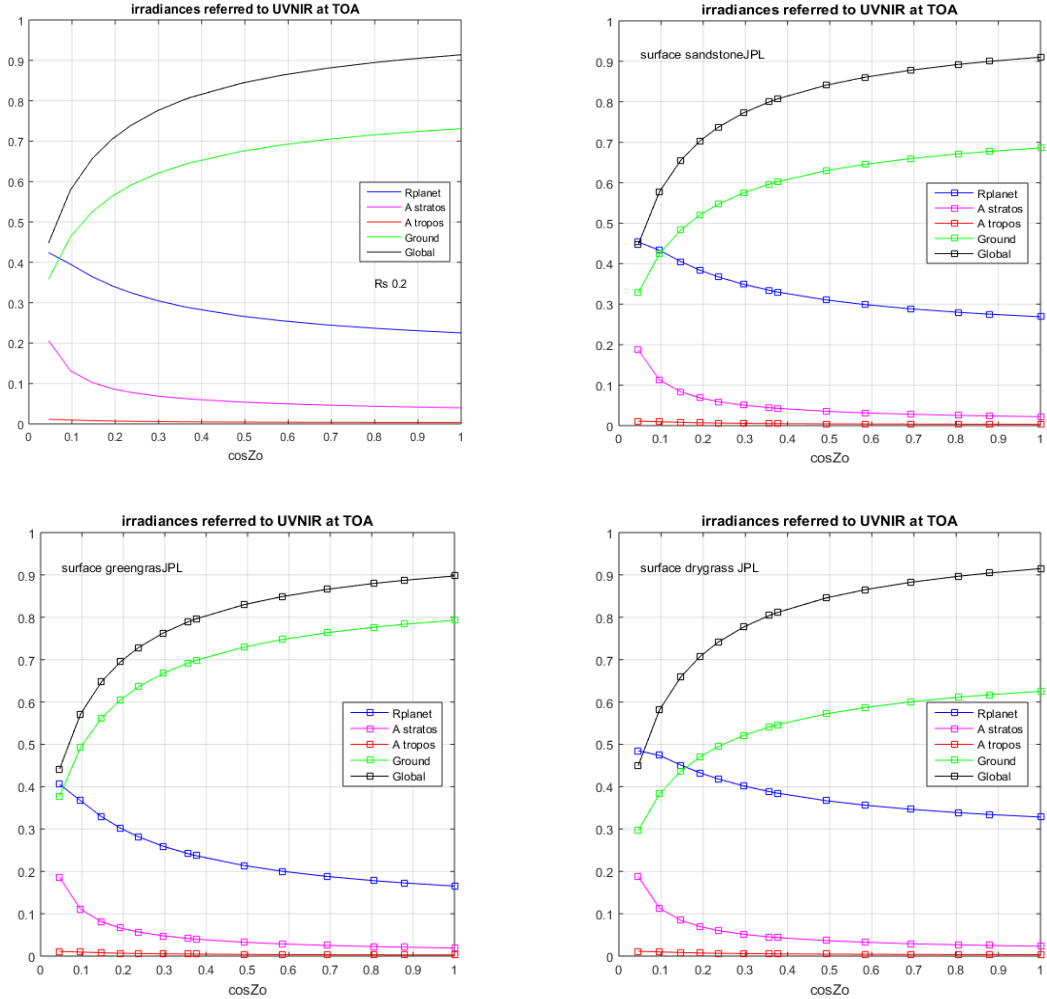 irradiances referred to UVNIR at TOA
1
0.9
0.8
0.7
0.6
0.5
0.4
0.3
0.2
0.1
0
Rplanet
A stratos
A tropos
Ground
Global
Rs 0.2
0 0.1 0.2 0.3 0.4 0.5 0.6 0.7 0.8 0.9 1
cosZo
irradiances referred to UVNIR at TOA
surface sandstoneJPL
1
0.9
0.8
0.7
0.6
0.5
0.4
0.3
0.2
0.1
0
Rplanet
A stratos
A tropos
Ground
Global
0 0.1 0.2 0.3 0.4 0.5 0.6 0.7 0.8 0.9 1
cosZo
irradiances referred to UVNIR at TOA
surface greengrasJPL
1
0.9
0.8
0.7
0.6
0.5
0.4
0.3
0.2
0.1
0
Rplanet
A stratos
A tropos
Ground
Global
0 0.1 0.2 0.3 0.4 0.5 0.6 0.7 0.8 0.9 1
cosZo
irradiances referred to UVNIR at TOA
surface drygrass JPL
1
0.9
0.8
0.7
0.6
0.5
0.4
0.3
0.2
0.1
0
Rplanet
A stratos
A tropos
Ground
Global
0 0.1 0.2 0.3 0.4 0.5 0.6 0.7 0.8 0.9 1
cosZo